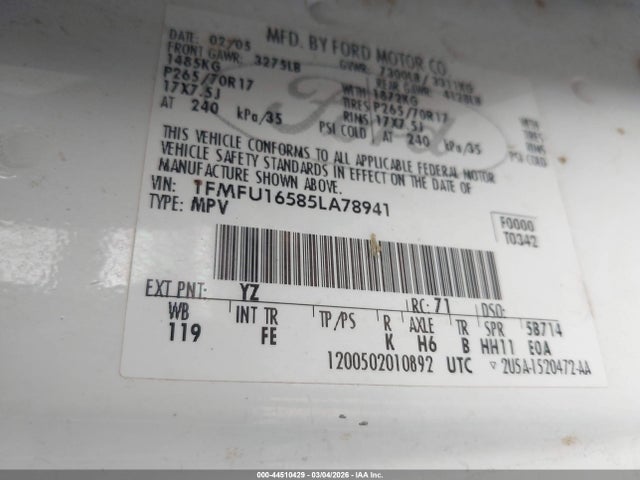 MFD. BY FORD MOTOR CO.
DATE: 02/05 GVWR: 7300LB/ 3311KG
FRONT GAWR: 3275LB REAR GAWR: 4128LB
1485KG WITH 1872KG WITH
P265/70R17 TIRES P265/70R17 TIRES
17X7.5J RIMS 17X7.5J RIMS
AT 240 kPa/35 PSI COLD AT 240 kPa/35 PSI COLD
THIS VEHICLE CONFORMS TO ALL APPLICABLE FEDERAL MOTOR
VEHICLE SAFETY STANDARDS IN EFFECT ON THE DATE OF
MANUFACTURE SHOWN ABOVE.
VIN: 1FMFU16585LA78941
TYPE: MPV
F0000
T0342
EXT PNT: YZ RC: 71 DSO:
WB INT TR TP/PS R AXLE TR SPR 5B714
119 FE K H6 B HH11 E0A
1200502010892 UTC ▽ 2U5A-1520472-AA
Ford
000-44510429 - 03/04/2026 - IAA Inc.